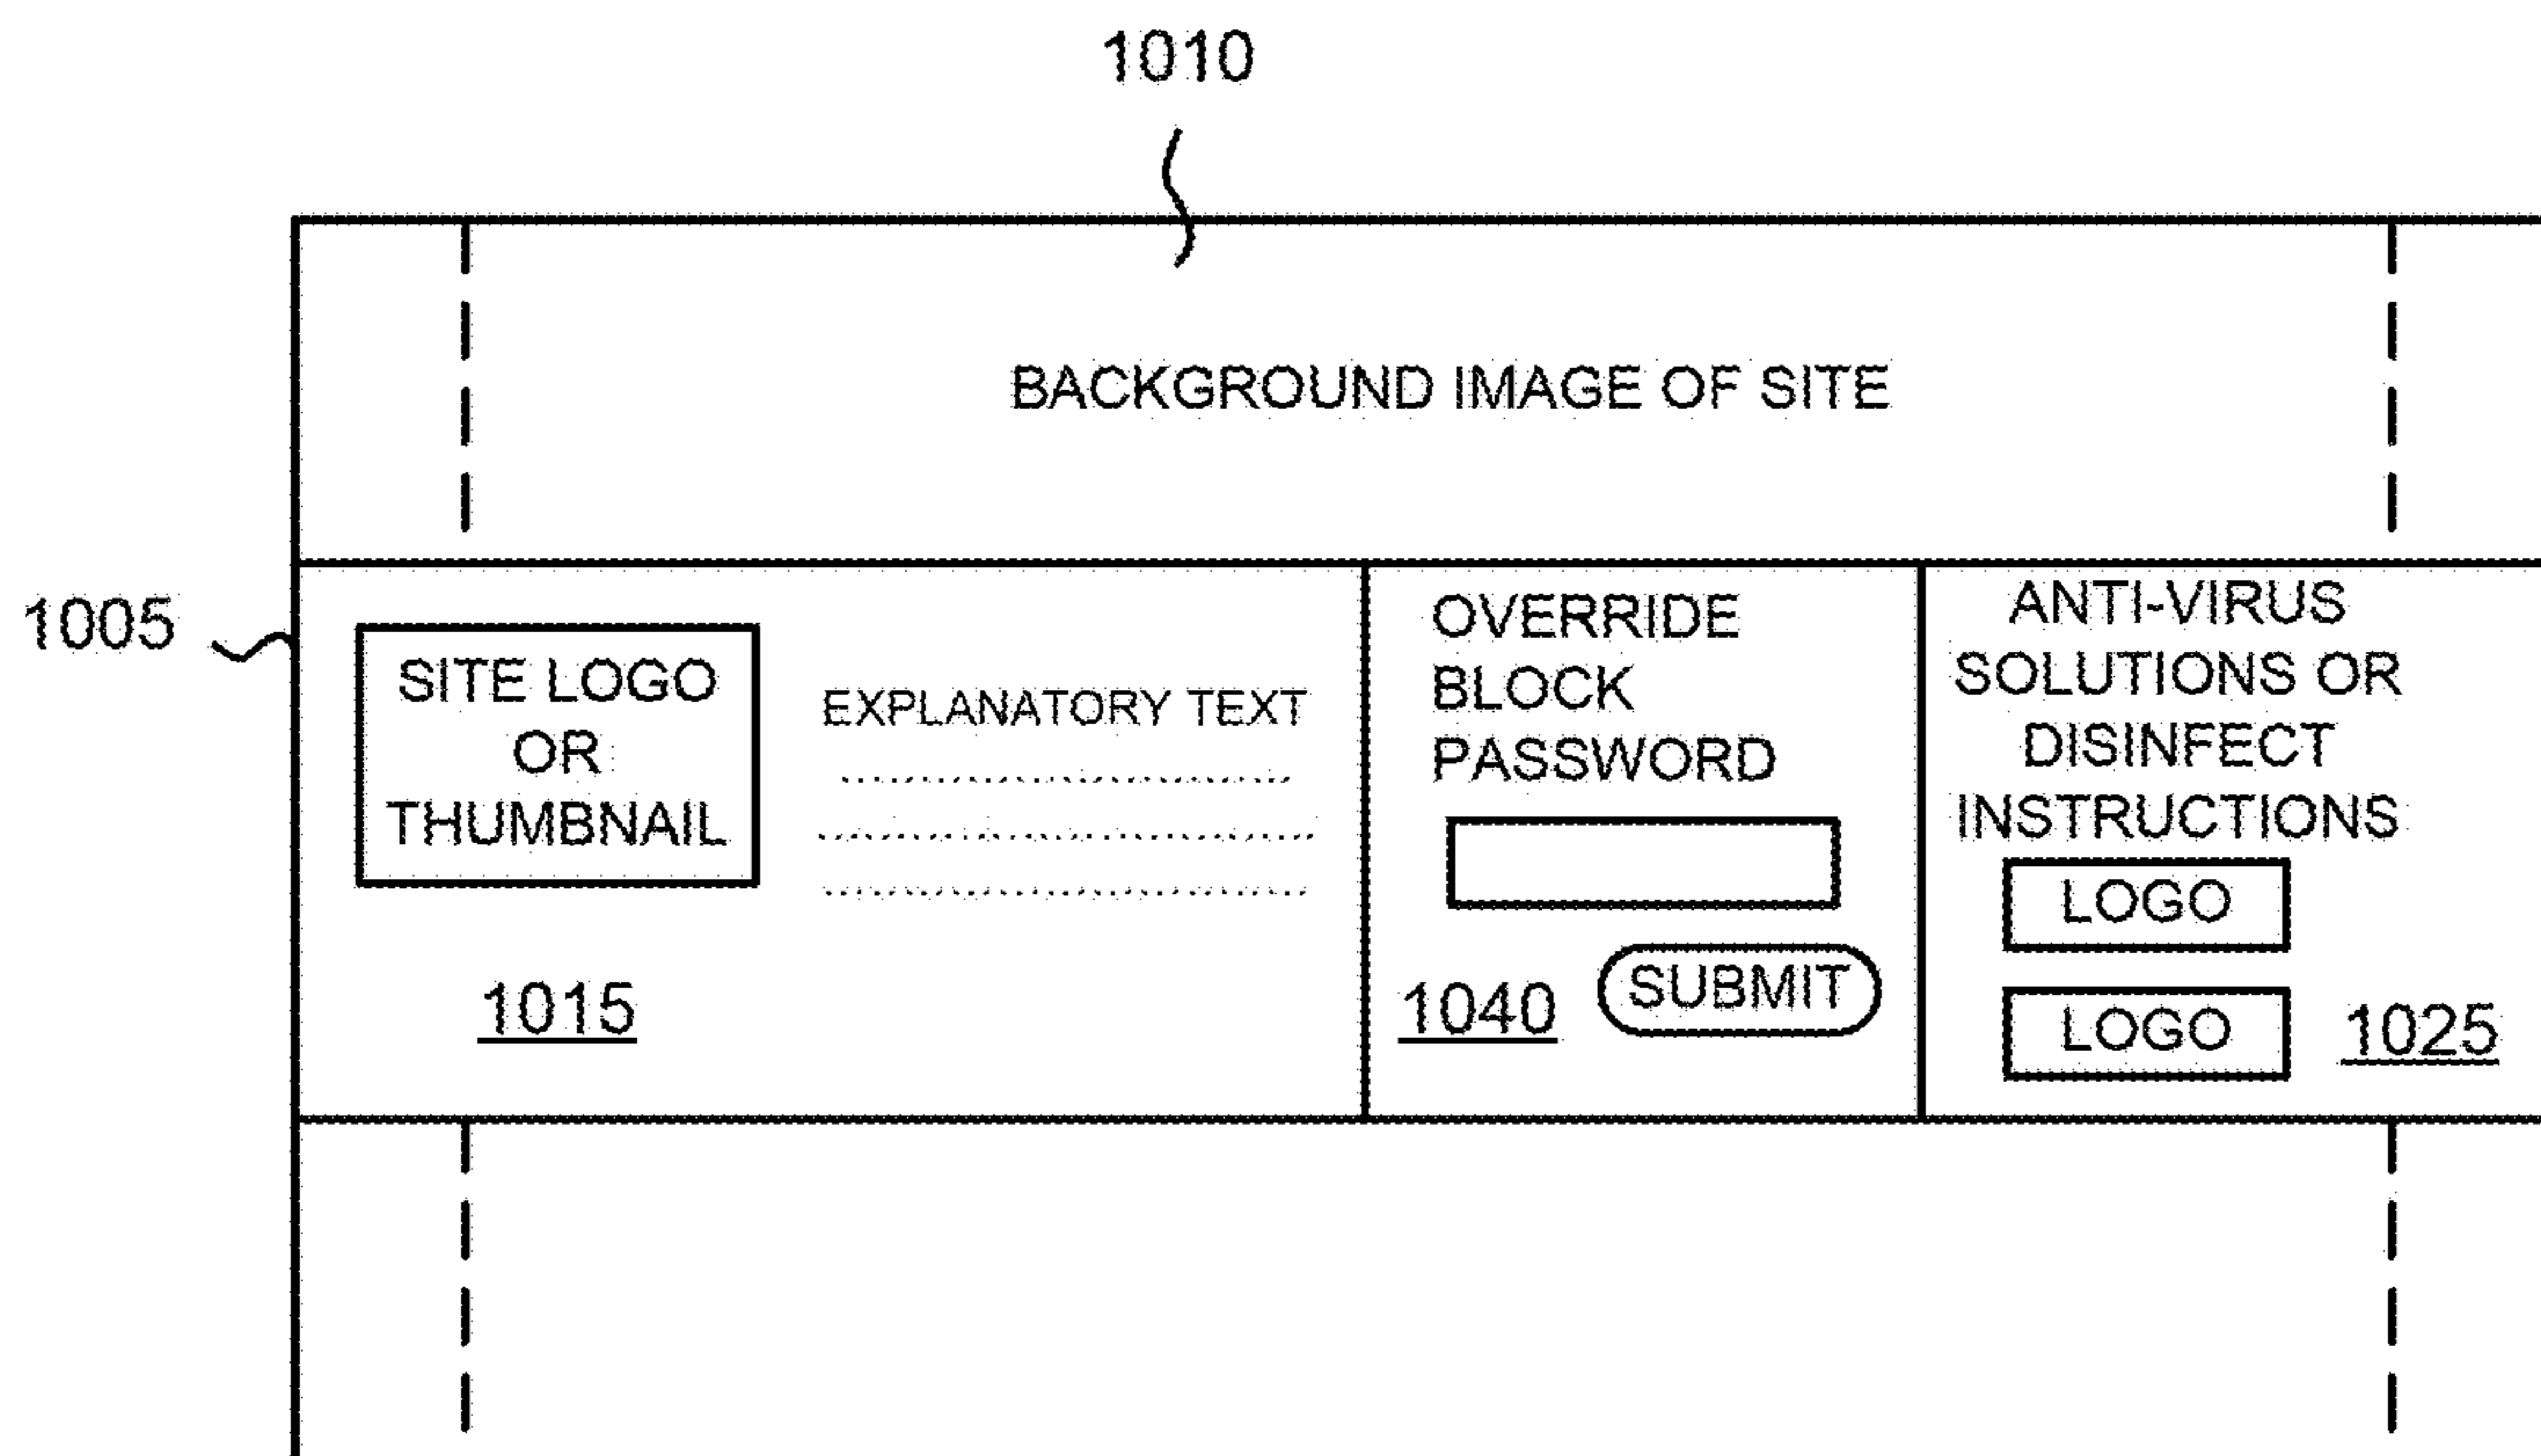 1010
BACKGROUND IMAGE OF SITE
1005
SITE LOGO
OR
THUMBNAIL
EXPLANATORY TEXT
1015
OVERRIDE
BLOCK
PASSWORD
SUBMIT
1040
ANTI-VIRUS
SOLUTIONS OR
DISINFECT
INSTRUCTIONS
LOGO
LOGO
1025